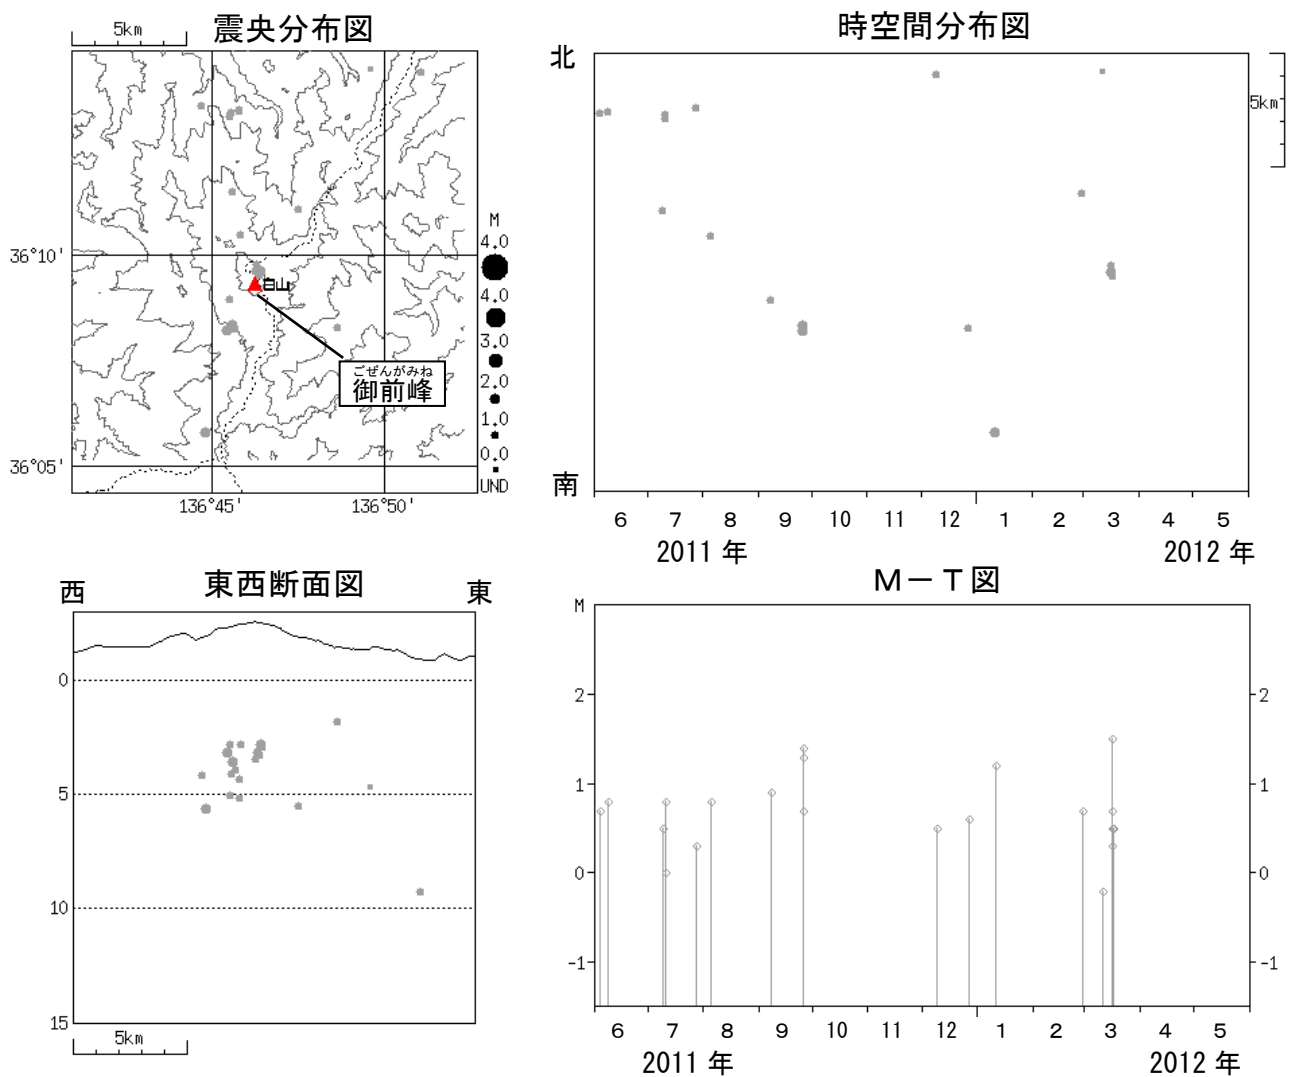 震央分布図
5km
36°10'
36°05'
136°45'
136°50'
白山
ごぜんがみね
御前峰
M
4.0
4.0
3.0
2.0
1.0
0.0
UND
時空間分布図
北
南
5km
6 7 8 9 10 11 12 1 2 3 4 5
2011 年 2012 年
東西断面図
西 東
0
5
10
15
5km
M－T図
M
2 2
1 1
0 0
-1 -1
6 7 8 9 10 11 12 1 2 3 4 5
2011 年 2012 年